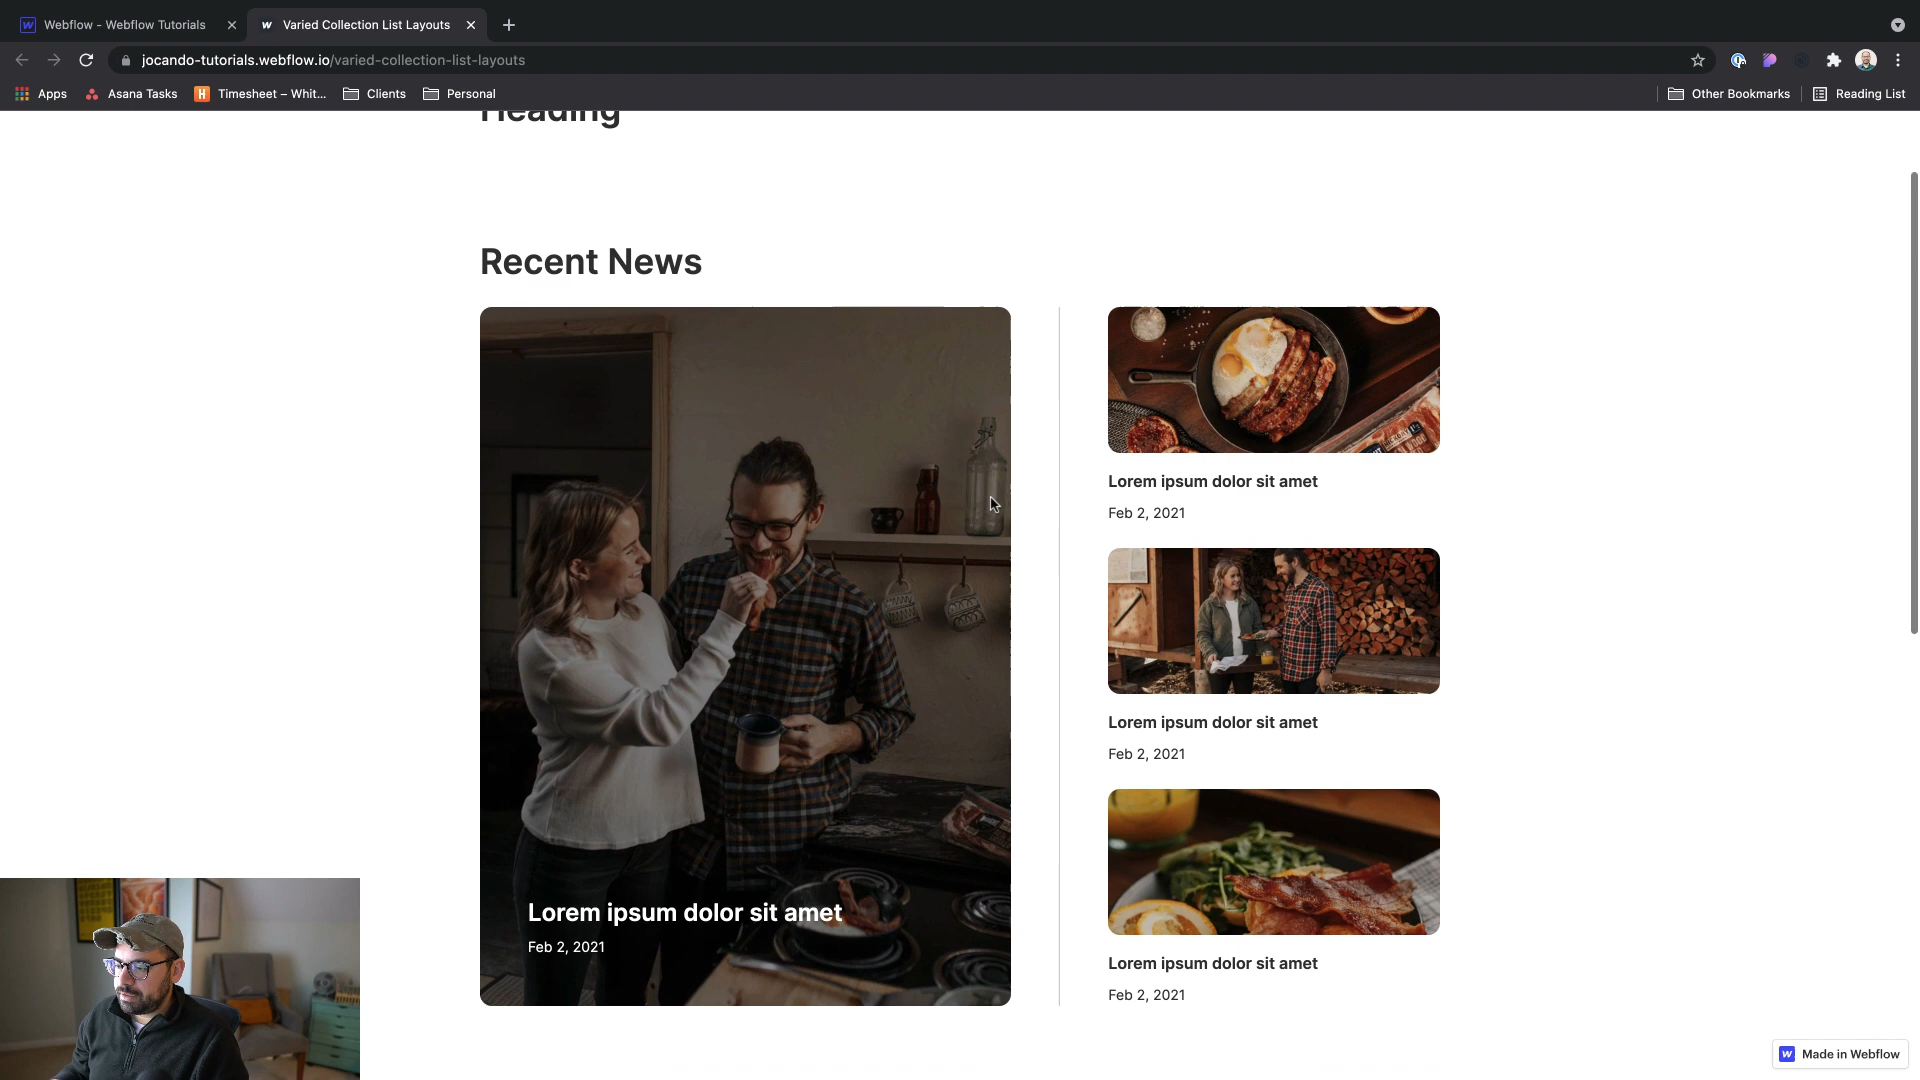 Webflow - Webflow Tutorials
Varied Collection List Layouts
jocando-tutorials.webflow.io/varied-collection-list-layouts
Apps
Asana Tasks
Timesheet – Whit...
Clients
Personal
Other Bookmarks
Reading List
Heading
Recent News
Lorem ipsum dolor sit amet
Feb 2, 2021
Lorem ipsum dolor sit amet
Feb 2, 2021
Lorem ipsum dolor sit amet
Feb 2, 2021
Lorem ipsum dolor sit amet
Feb 2, 2021
Made in Webflow